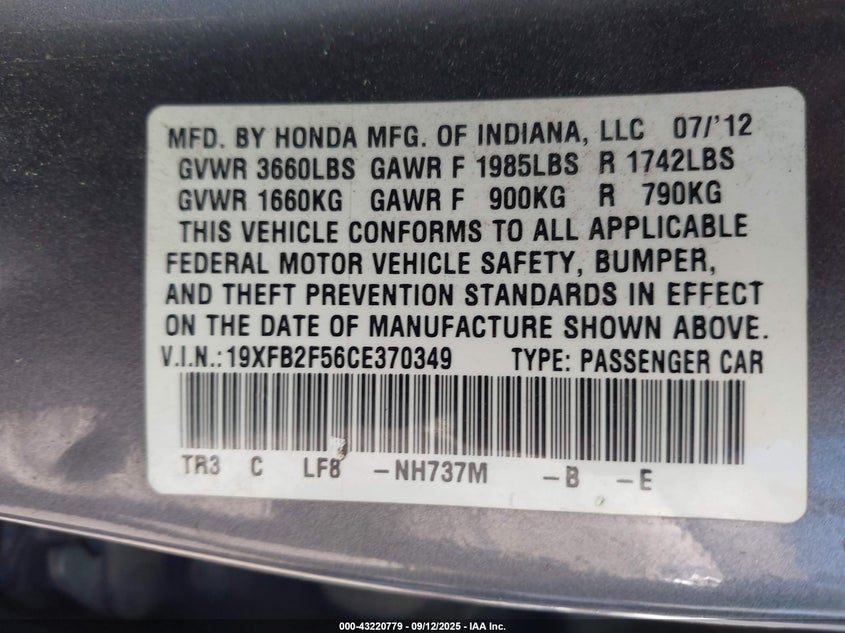 MFD. BY HONDA MFG. OF INDIANA, LLC 07/'12
GVWR 3660LBS GAWR F 1985LBS R 1742LBS
GVWR 1660KG GAWR F 900KG R 790KG
THIS VEHICLE CONFORMS TO ALL APPLICABLE
FEDERAL MOTOR VEHICLE SAFETY, BUMPER,
AND THEFT PREVENTION STANDARDS IN EFFECT
ON THE DATE OF MANUFACTURE SHOWN ABOVE.
V.I.N.:19XFB2F56CE370349 TYPE: PASSENGER CAR
TR3 C LF8 -NH737M -B -E
000-43220779 - 09/12/2025 - IAA Inc.